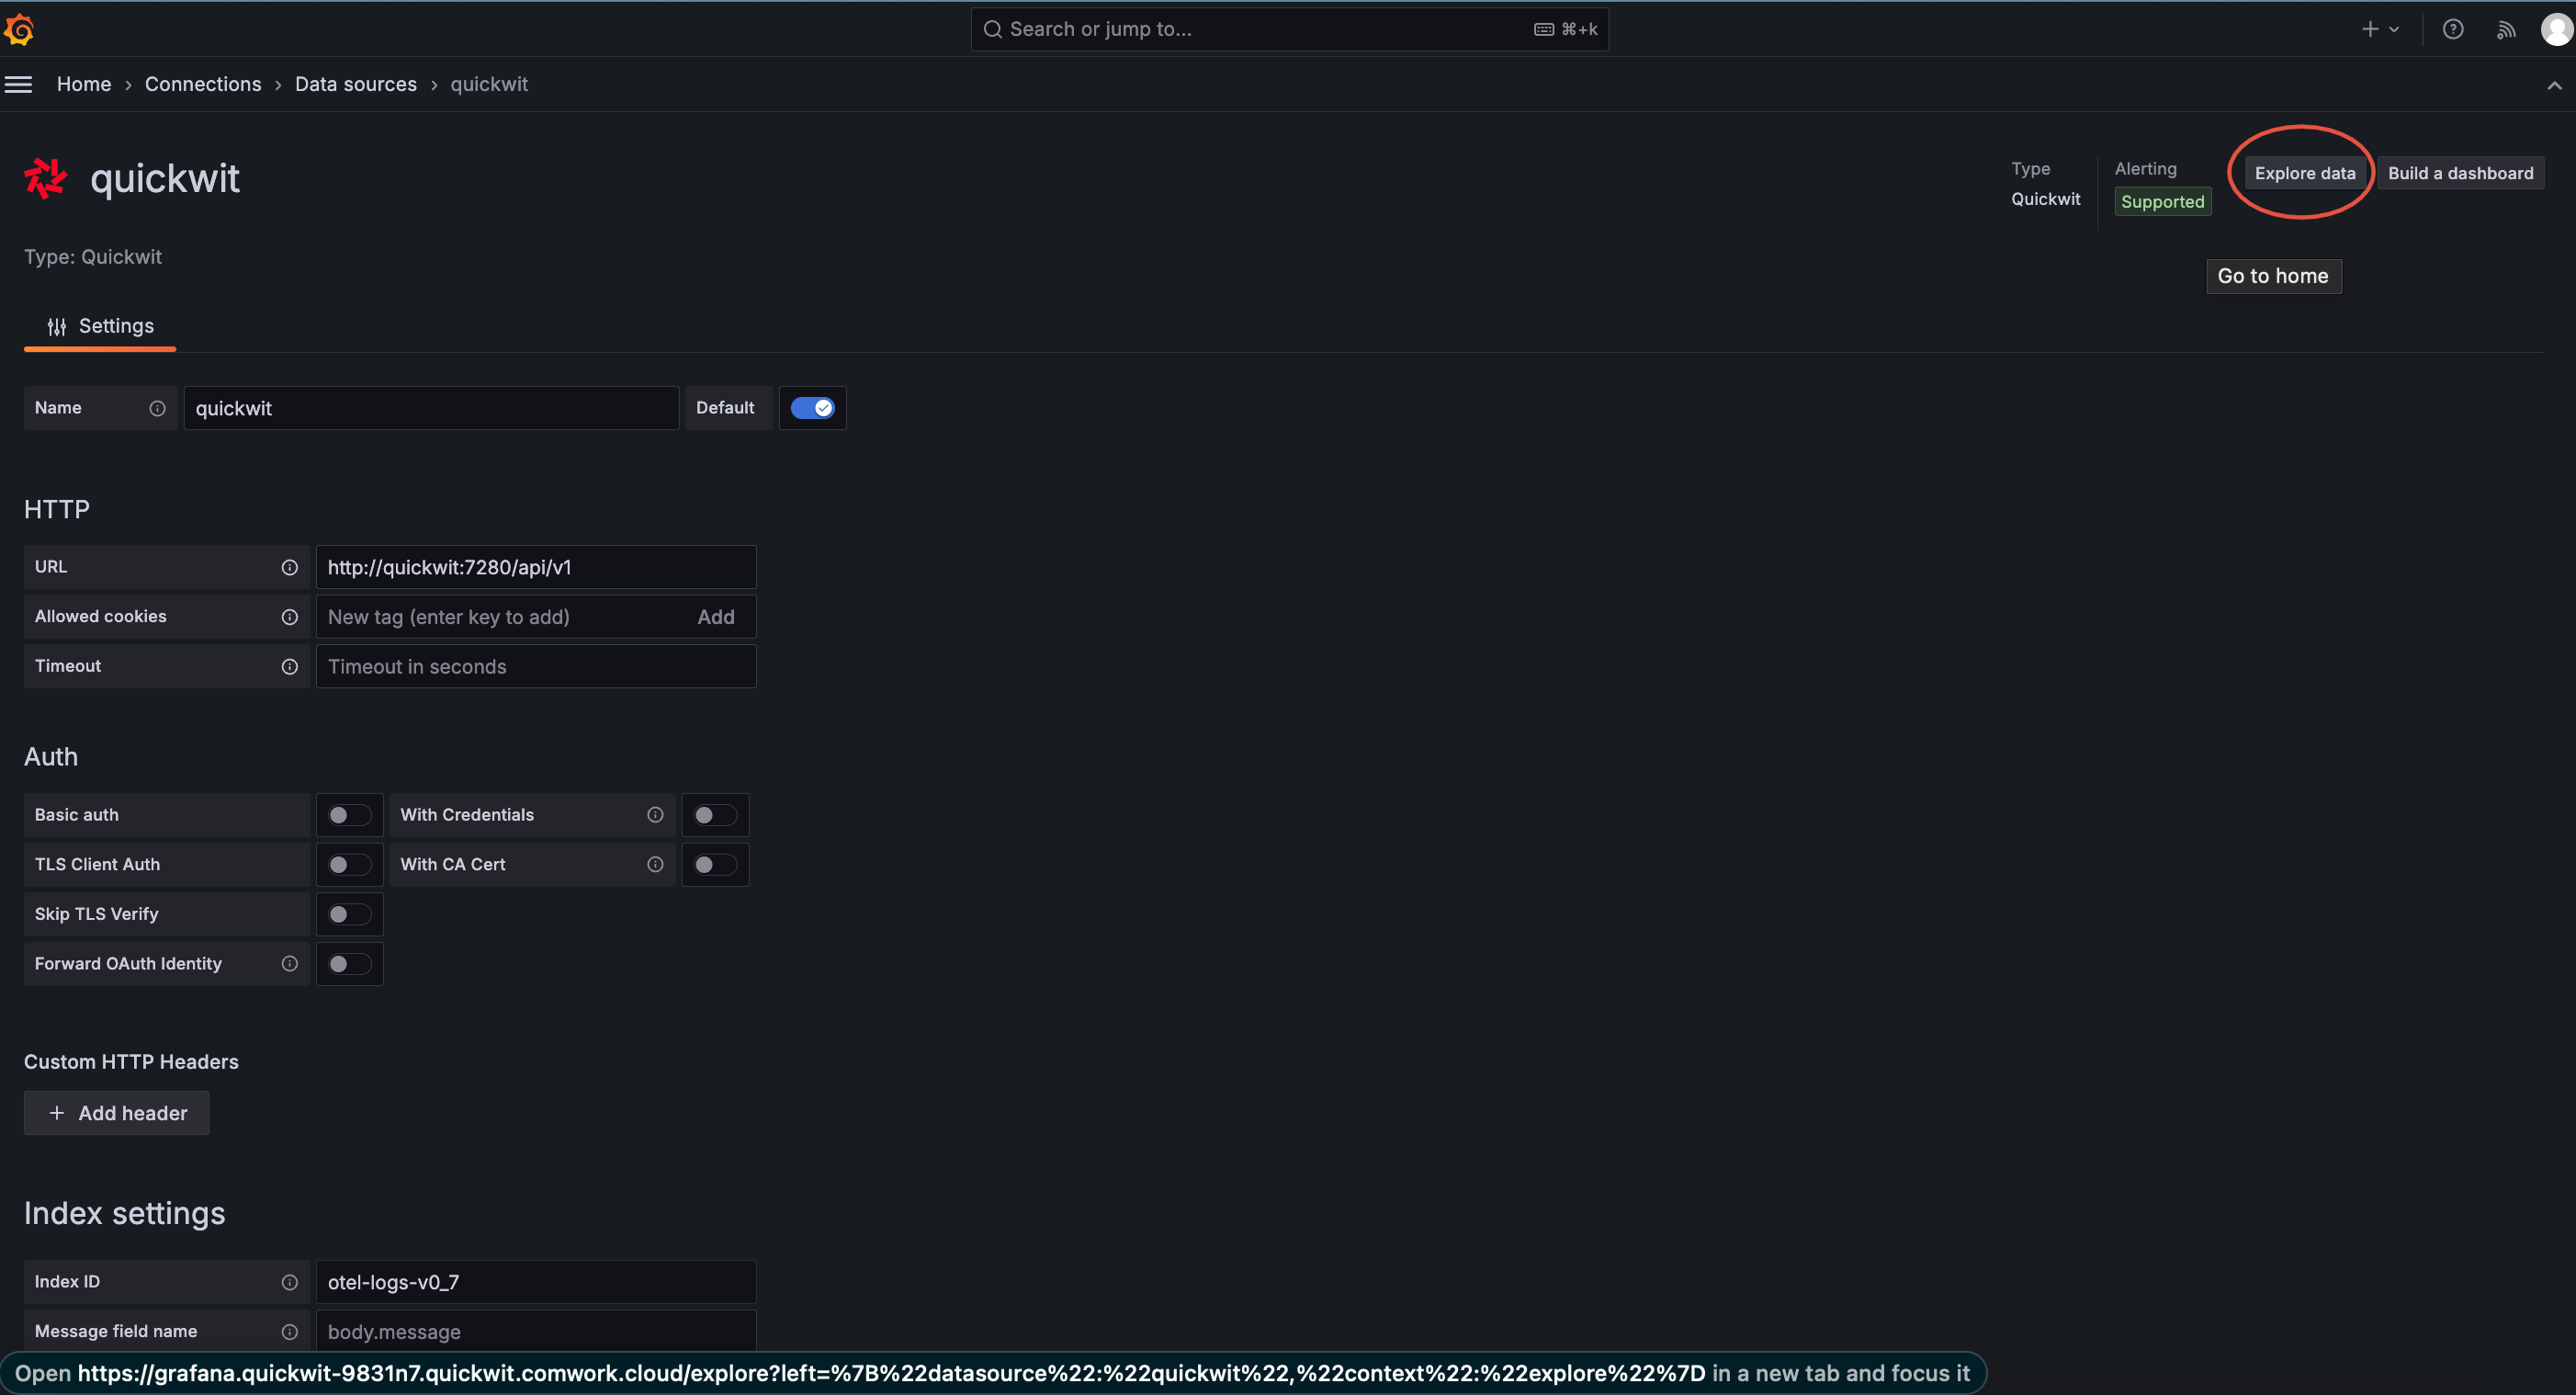 Search or jump to... ⌘+k
Home › Connections › Data sources › quickwit
quickwit
Type
Quickwit
Alerting
Supported
Explore data
Build a dashboard
Type: Quickwit
Go to home
Settings
Name quickwit Default
HTTP
URL http://quickwit:7280/api/v1
Allowed cookies New tag (enter key to add) Add
Timeout Timeout in seconds
Auth
Basic auth With Credentials
TLS Client Auth With CA Cert
Skip TLS Verify
Forward OAuth Identity
Custom HTTP Headers
+ Add header
Index settings
Index ID otel-logs-v0_7
Message field name body.message
Open https://grafana.quickwit-9831n7.quickwit.comwork.cloud/explore?left=%7B%22datasource%22:%22quickwit%22,%22context%22:%22explore%22%7D in a new tab and focus it